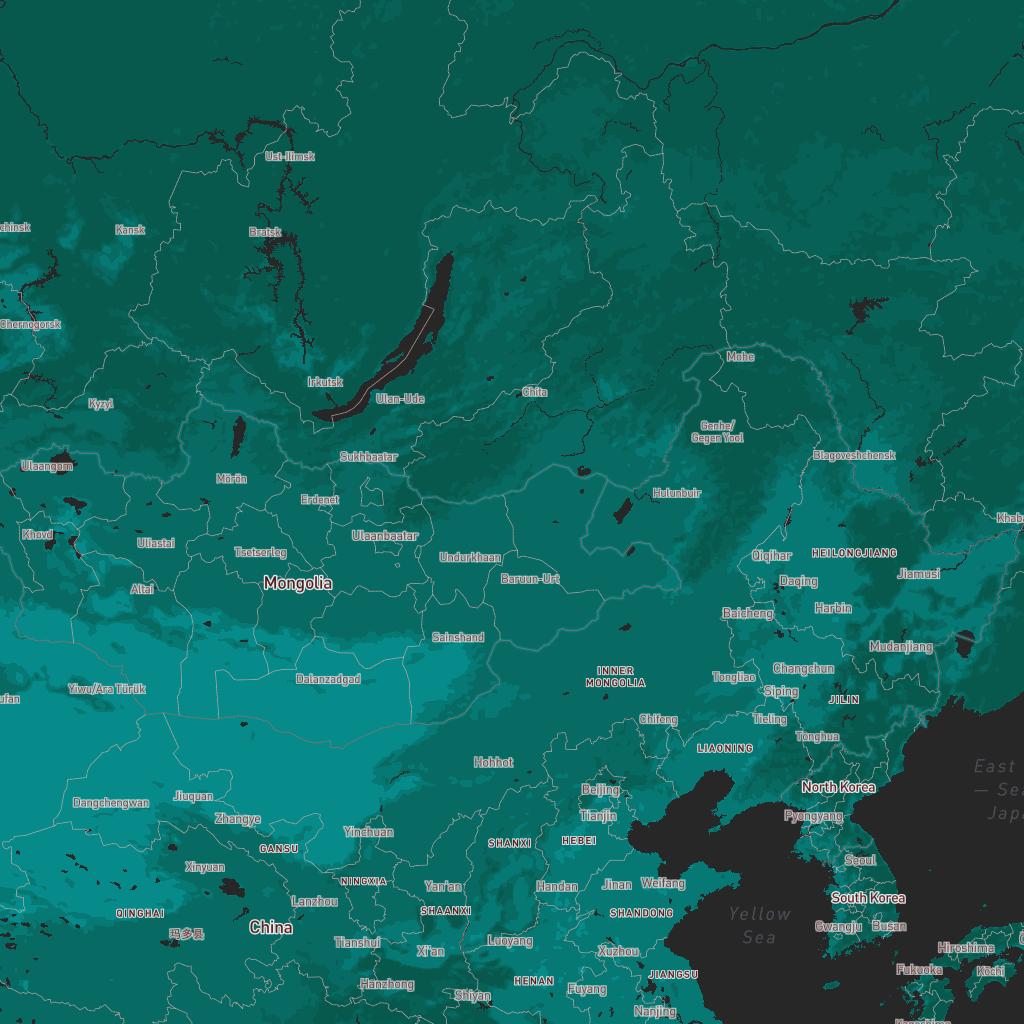 Ust-Ilimsk
chinsk
Kansk
Bratsk
Chernogorsk
Mohe
Irkutsk
Chita
Ulan-Ude
Kyzyl
Genhe/
Gegen Yool
Blagoveshchensk
Sukhbaatar
Ulaangom
Mörön
Hulunbuir
Erdenet
Khab
Khovd
Ulaanbaatar
Uliastai
Tsetserleg
Undurkhaan
Qiqihar
HEILONGJIANG
Jiamusi
Baruun-Urt
Daqing
Mongolia
Altai
Harbin
Baicheng
Sainshand
Mudanjiang
INNER
MONGOLIA
Changchun
Tongliao
Dalanzadgad
Yiwu/Ara Türük
ufan
Siping
JILIN
Chifeng
Tieling
Tonghua
LIAONING
Hohhot
East
— Sea
Japa
North Korea
Beijing
Jiuquan
Dangchengwan
Tianjin
Pyongyang
Zhangye
Yinchuan
SHANXI
HEBEI
GANSU
Seoul
Xinyuan
NINGXIA
Yan'an
Handan
Jinan
Weifang
South Korea
Lanzhou
QINGHAI
SHAANXI
SHANDONG
Yellow
Sea
China
玛多县
Gwangju
Busan
Tianshui
Xi'an
Luoyang
Xuzhou
Hiroshima
Fukuoka
Kōchi
HENAN
JIANGSU
Hanzhong
Shiyan
Fuyang
Nanjing